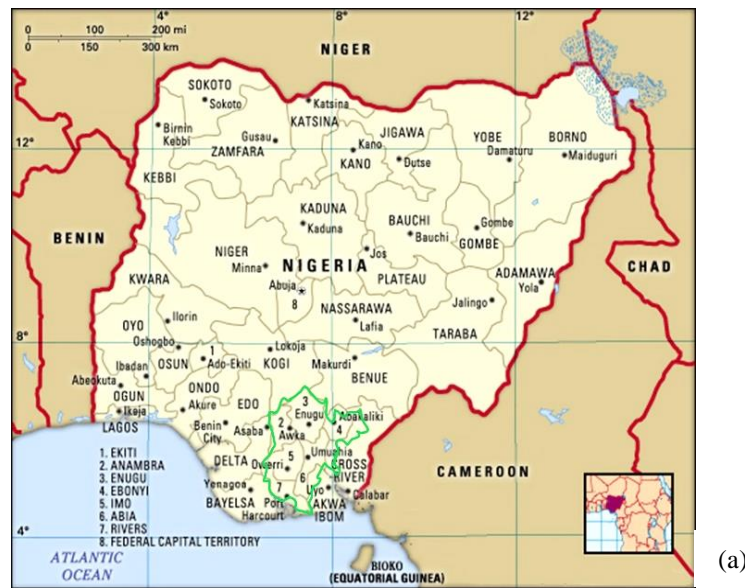 4° 8° 12°
0 100 200 mi
0 150 300 km
NIGER
SOKOTO
Sokoto
Katsina
KATSINA
Birnin
Kebbi
Gusau
ZAMFARA
JIGAWA
Kano
KANO
Dutse
YOBE
Damaturu
BORNO
Maiduguri
12°
KEBBI
KADUNA
Kaduna
BAUCHI
Bauchi
Gombe
GOMBE
BENIN
NIGER
Minna
NIGERIA
Jos
PLATEAU
ADAMAWA
Yola
CHAD
KWARA
Abuja
8
NASSARAWA
Lafia
Jalingo
TARABA
OYO
Ilorin
8°
Oshogbo
OSUN
1
Ado-Ekiti
Lokoja
KOGI
Makurdi
BENUE
Ibadan
Abeokuta
OGUN
Ikeja
LAGOS
ONDO
Akure
EDO
Benin
City
Asaba
3
Enugu
2
Awka
Abakaliki
4
DELTA
Owerri
5
Umuahia
CROSS
RIVER
6
Yenagoa
BAYELSA
7
Port
Harcourt
Uyo
AKWA
IBOM
Calabar
CAMEROON
1. EKITI
2. ANAMBRA
3. ENUGU
4. EBONYI
5. IMO
6. ABIA
7. RIVERS
8. FEDERAL CAPITAL TERRITORY
4°
ATLANTIC
OCEAN
BIOKO
(EQUATORIAL GUINEA)
(a)